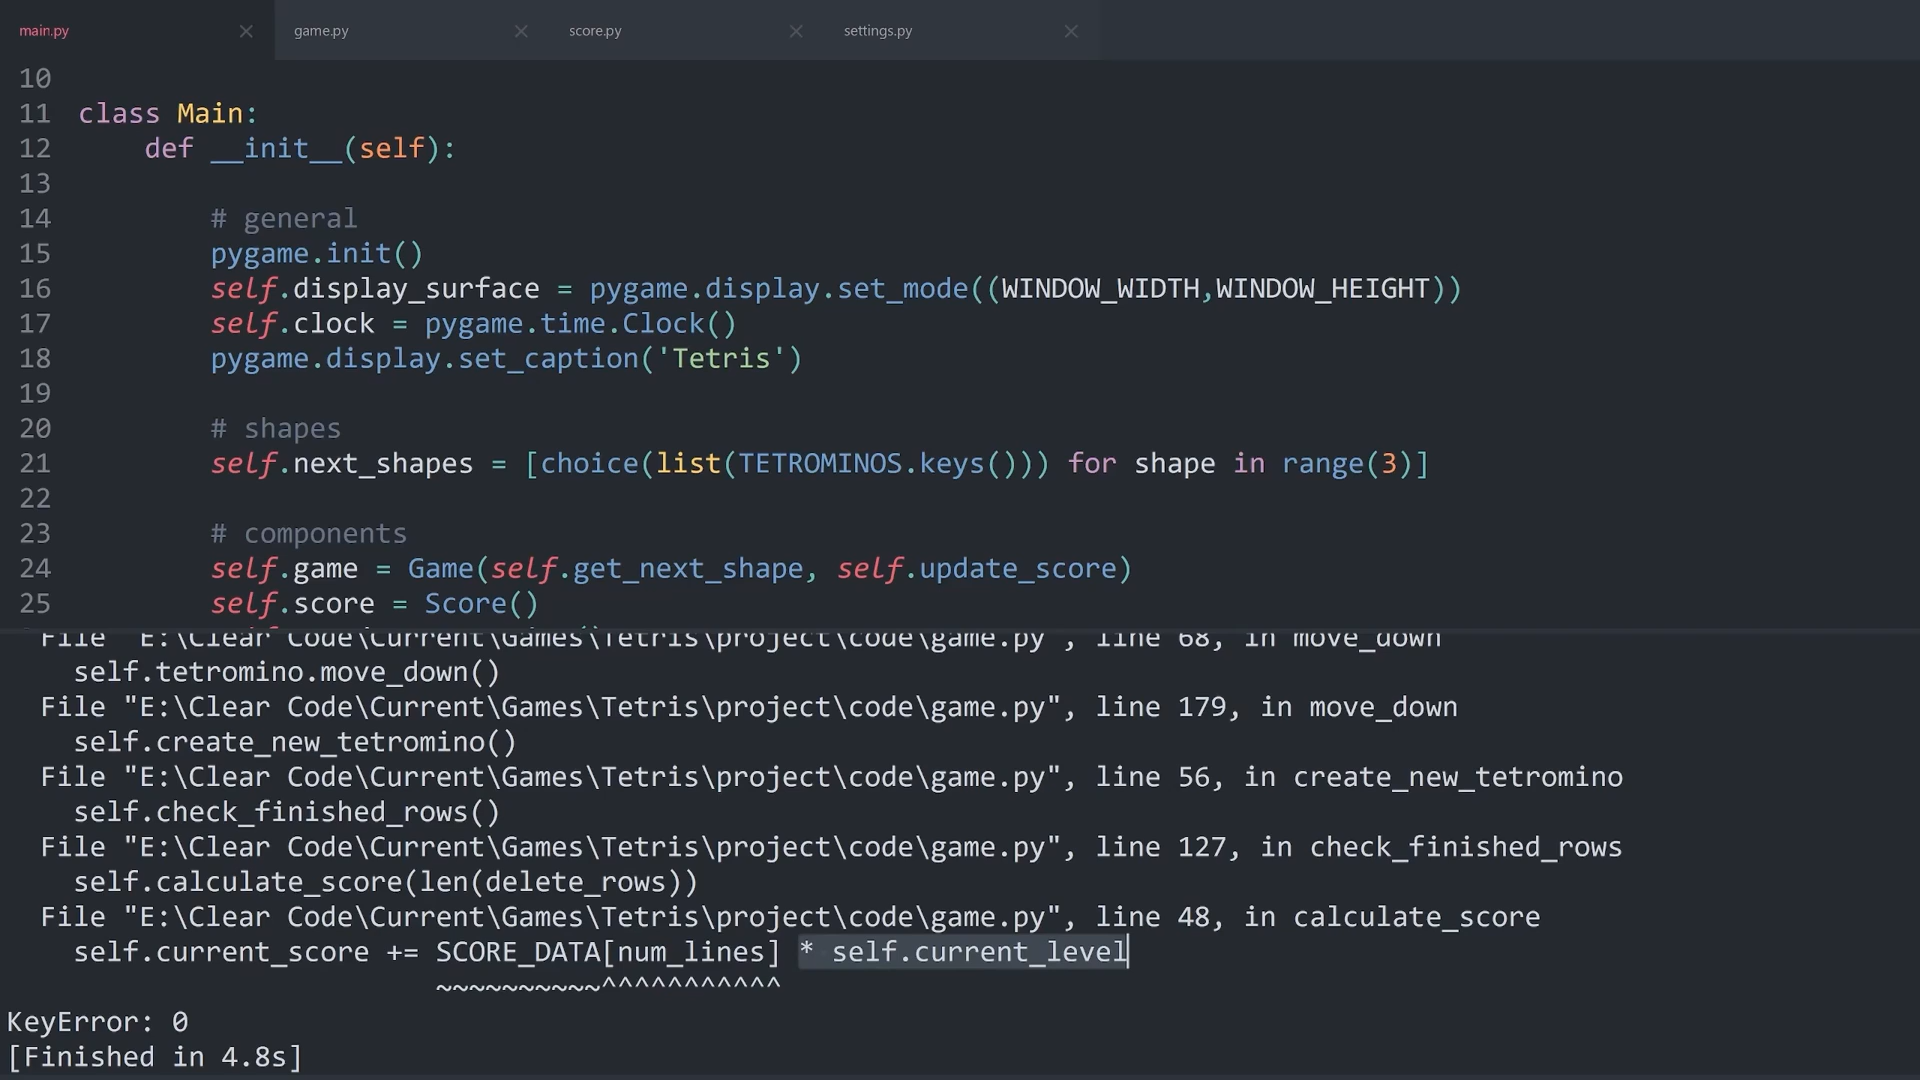 main.py
game.py
score.py
settings.py
10
11 class Main:
12 def __init__(self):
13
14 # general
15 pygame.init()
16 self.display_surface = pygame.display.set_mode((WINDOW_WIDTH,WINDOW_HEIGHT))
17 self.clock = pygame.time.Clock()
18 pygame.display.set_caption('Tetris')
19
20 # shapes
21 self.next_shapes = [choice(list(TETROMINOS.keys())) for shape in range(3)]
22
23 # components
24 self.game = Game(self.get_next_shape, self.update_score)
25 self.score = Score()
File "E:\Clear Code\Current\Games\Tetris\project\code\game.py", line 68, in move_down
self.tetromino.move_down()
File "E:\Clear Code\Current\Games\Tetris\project\code\game.py", line 179, in move_down
self.create_new_tetromino()
File "E:\Clear Code\Current\Games\Tetris\project\code\game.py", line 56, in create_new_tetromino
self.check_finished_rows()
File "E:\Clear Code\Current\Games\Tetris\project\code\game.py", line 127, in check_finished_rows
self.calculate_score(len(delete_rows))
File "E:\Clear Code\Current\Games\Tetris\project\code\game.py", line 48, in calculate_score
self.current_score += SCORE_DATA[num_lines] * self.current_level
~~~~~~~~~~^^^^^^^^^^^
KeyError: 0
[Finished in 4.8s]